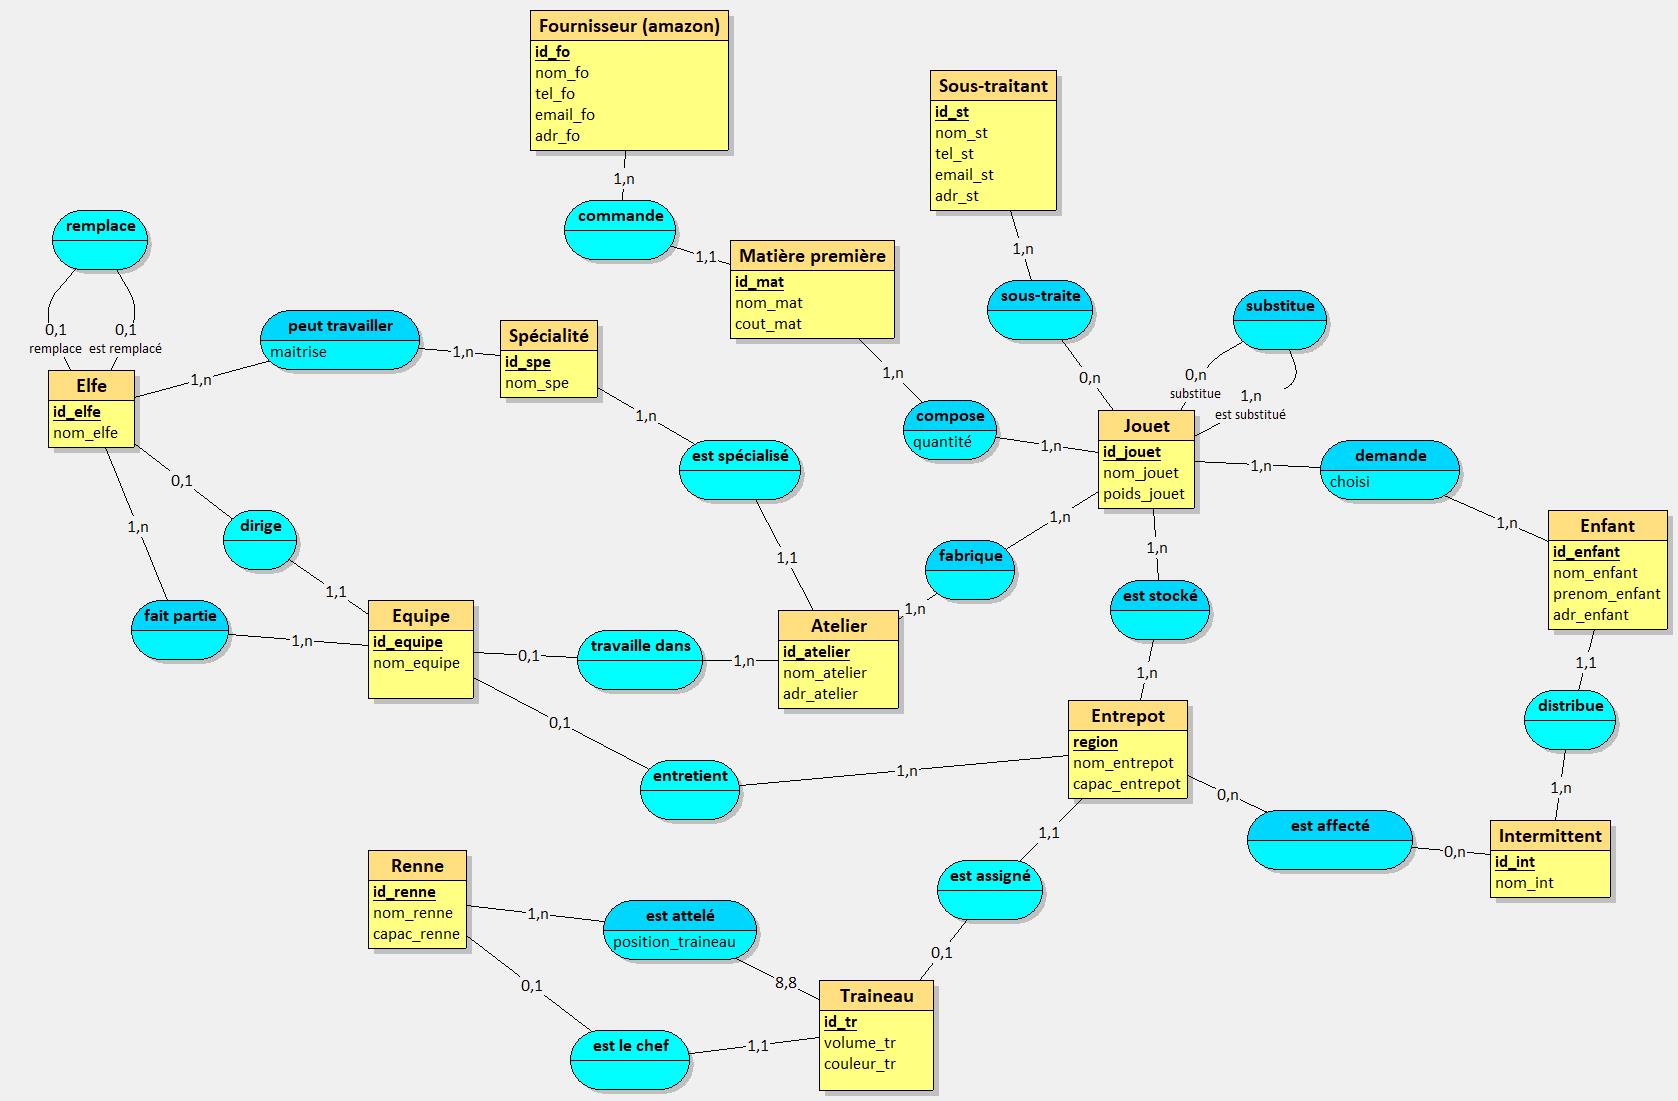 Fournisseur (amazon)
id_fo
nom_fo
tel_fo
email_fo
adr_fo
1,n
commande
1,1
Sous-traitant
id_st
nom_st
tel_st
email_st
adr_st
1,n
sous-traite
0,n
Matière première
id_mat
nom_mat
cout_mat
1,n
compose
quantité
1,n
substitue
0,n
substitue
1,n
est substitué
remplace
0,1
remplace
0,1
est remplacé
peut travailler
maitrise
1,n
1,n
Spécialité
id_spe
nom_spe
1,n
est spécialisé
1,1
Elfe
id_elfe
nom_elfe
0,1
dirige
1,1
1,n
fait partie
1,n
Jouet
id_jouet
nom_jouet
poids_jouet
1,n
demande
choisi
1,n
1,n
fabrique
1,n
1,n
est stocké
1,n
Enfant
id_enfant
nom_enfant
prenom_enfant
adr_enfant
1,1
distribue
1,n
Equipe
id_equipe
nom_equipe
0,1
travaille dans
1,n
Atelier
id_atelier
nom_atelier
adr_atelier
0,1
entretient
1,n
Entrepot
region
nom_entrepot
capac_entrepot
0,n
est affecté
0,n
Intermittent
id_int
nom_int
1,1
est assigné
0,1
Renne
id_renne
nom_renne
capac_renne
1,n
est attelé
position_traineau
8,8
0,1
est le chef
1,1
Traineau
id_tr
volume_tr
couleur_tr